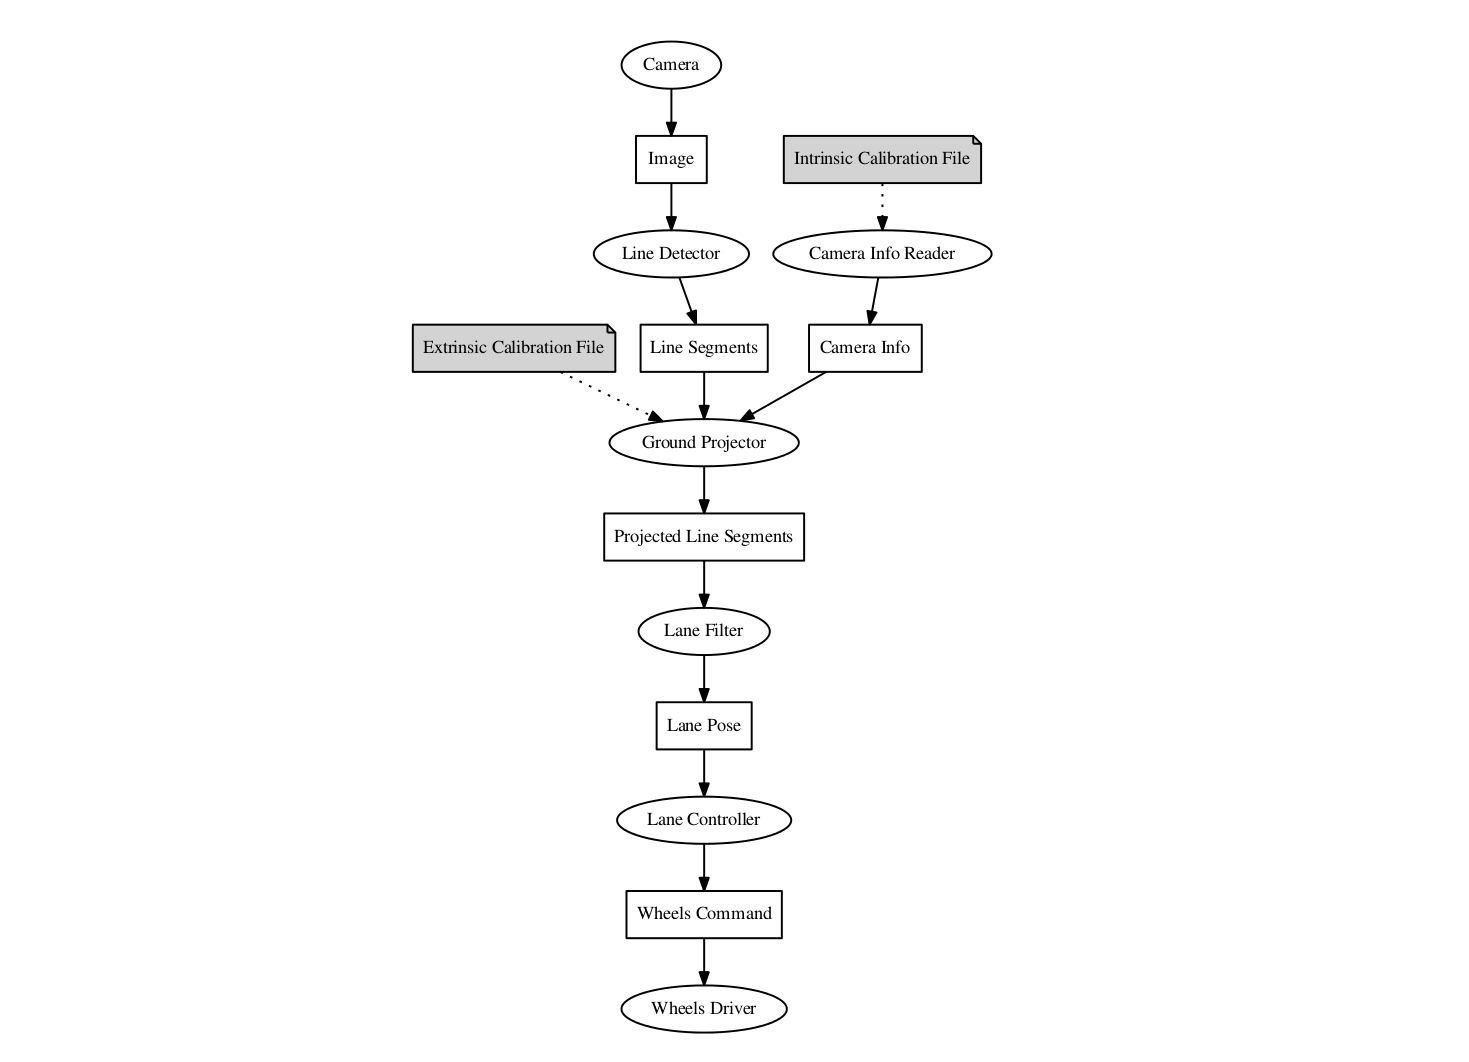 Camera
Image
Intrinsic Calibration File
Line Detector
Camera Info Reader
Extrinsic Calibration File
Line Segments
Camera Info
Ground Projector
Projected Line Segments
Lane Filter
Lane Pose
Lane Controller
Wheels Command
Wheels Driver